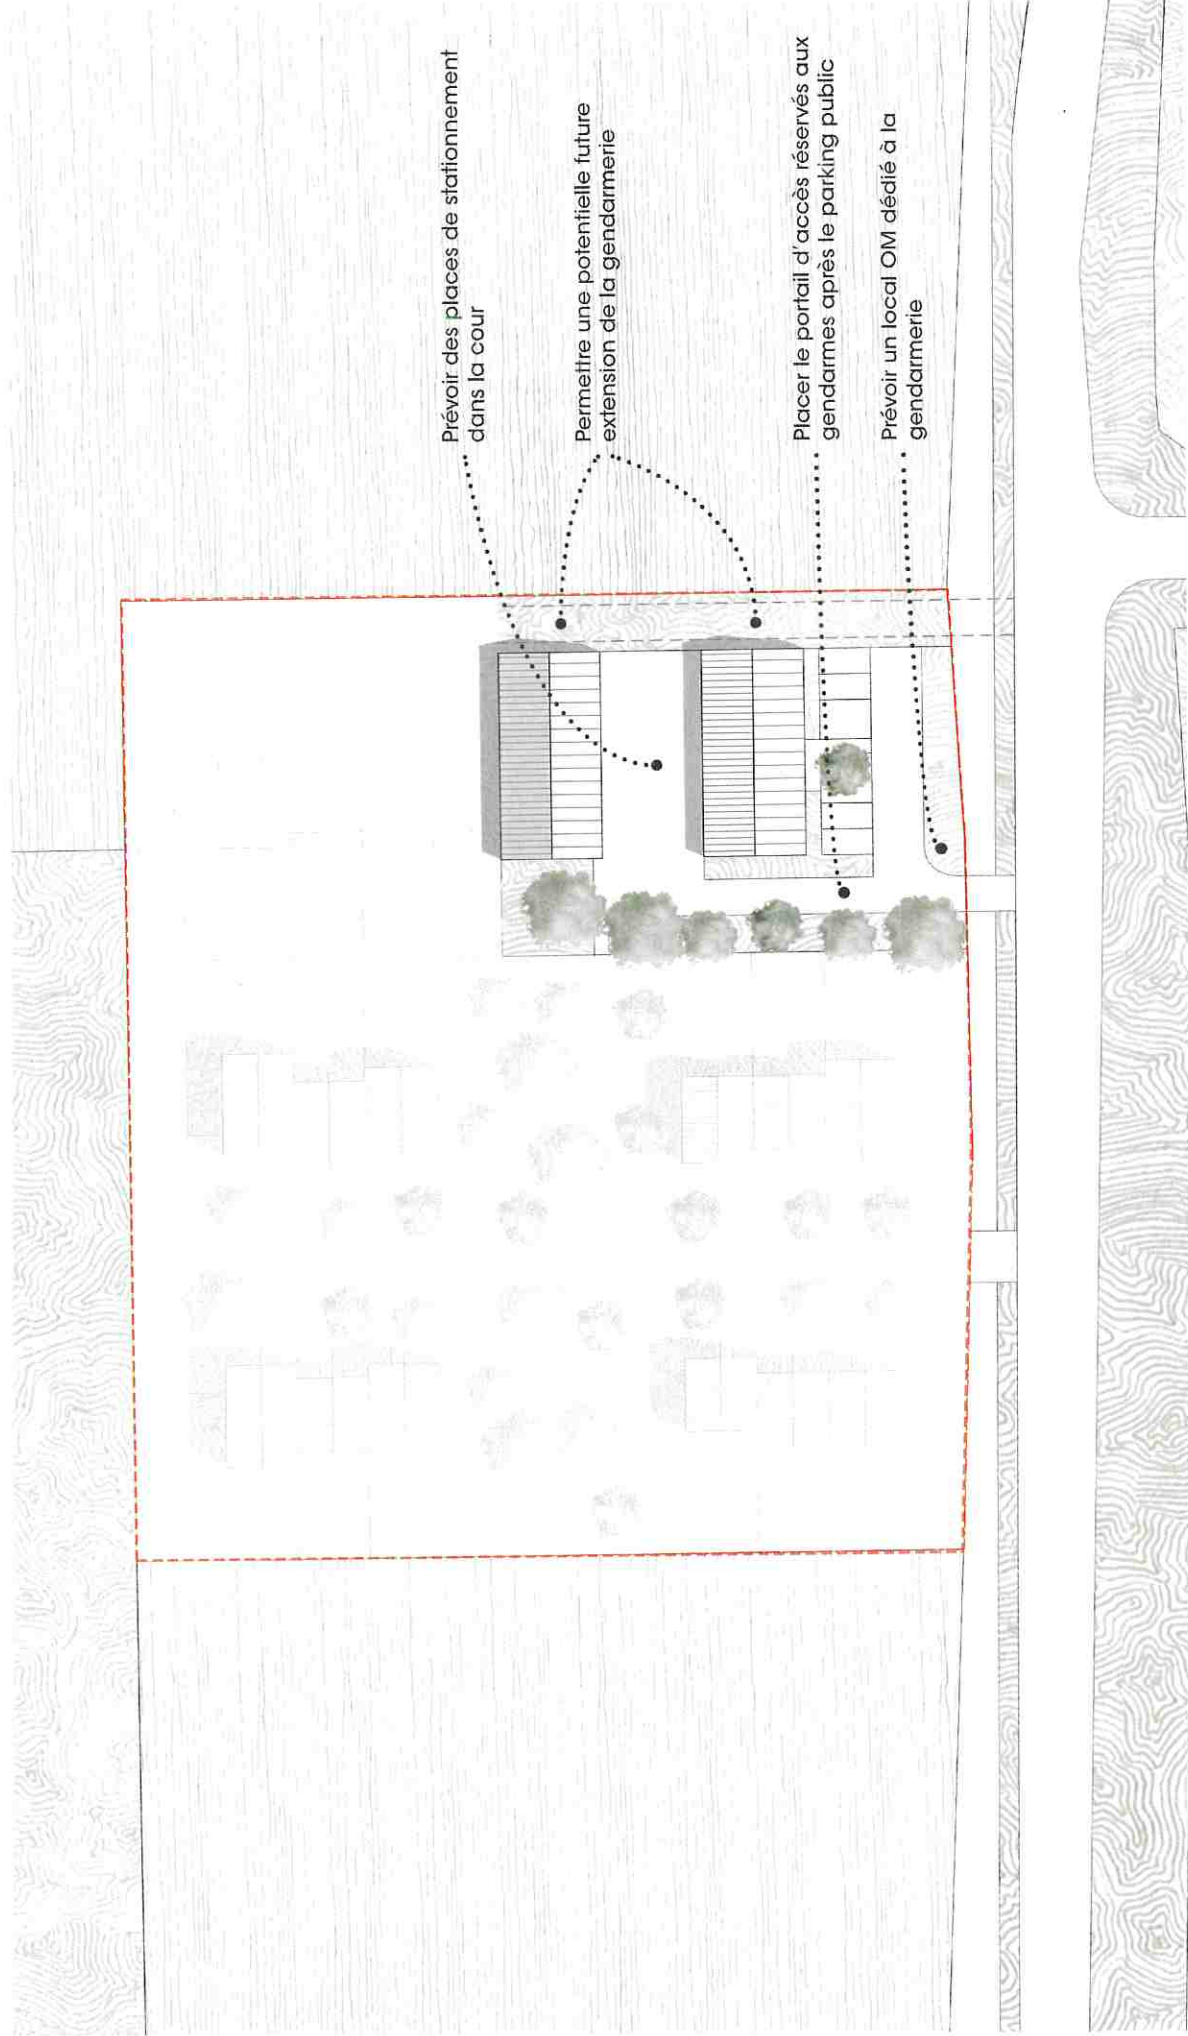 Prévoir des places de stationnement
dans la cour
Permettre une potentielle future
extension de la gendarmerie
Placer le portail d'accès réservés aux
gendarmes après le parking public
Prévoir un local OM dédié à la
gendarmerie